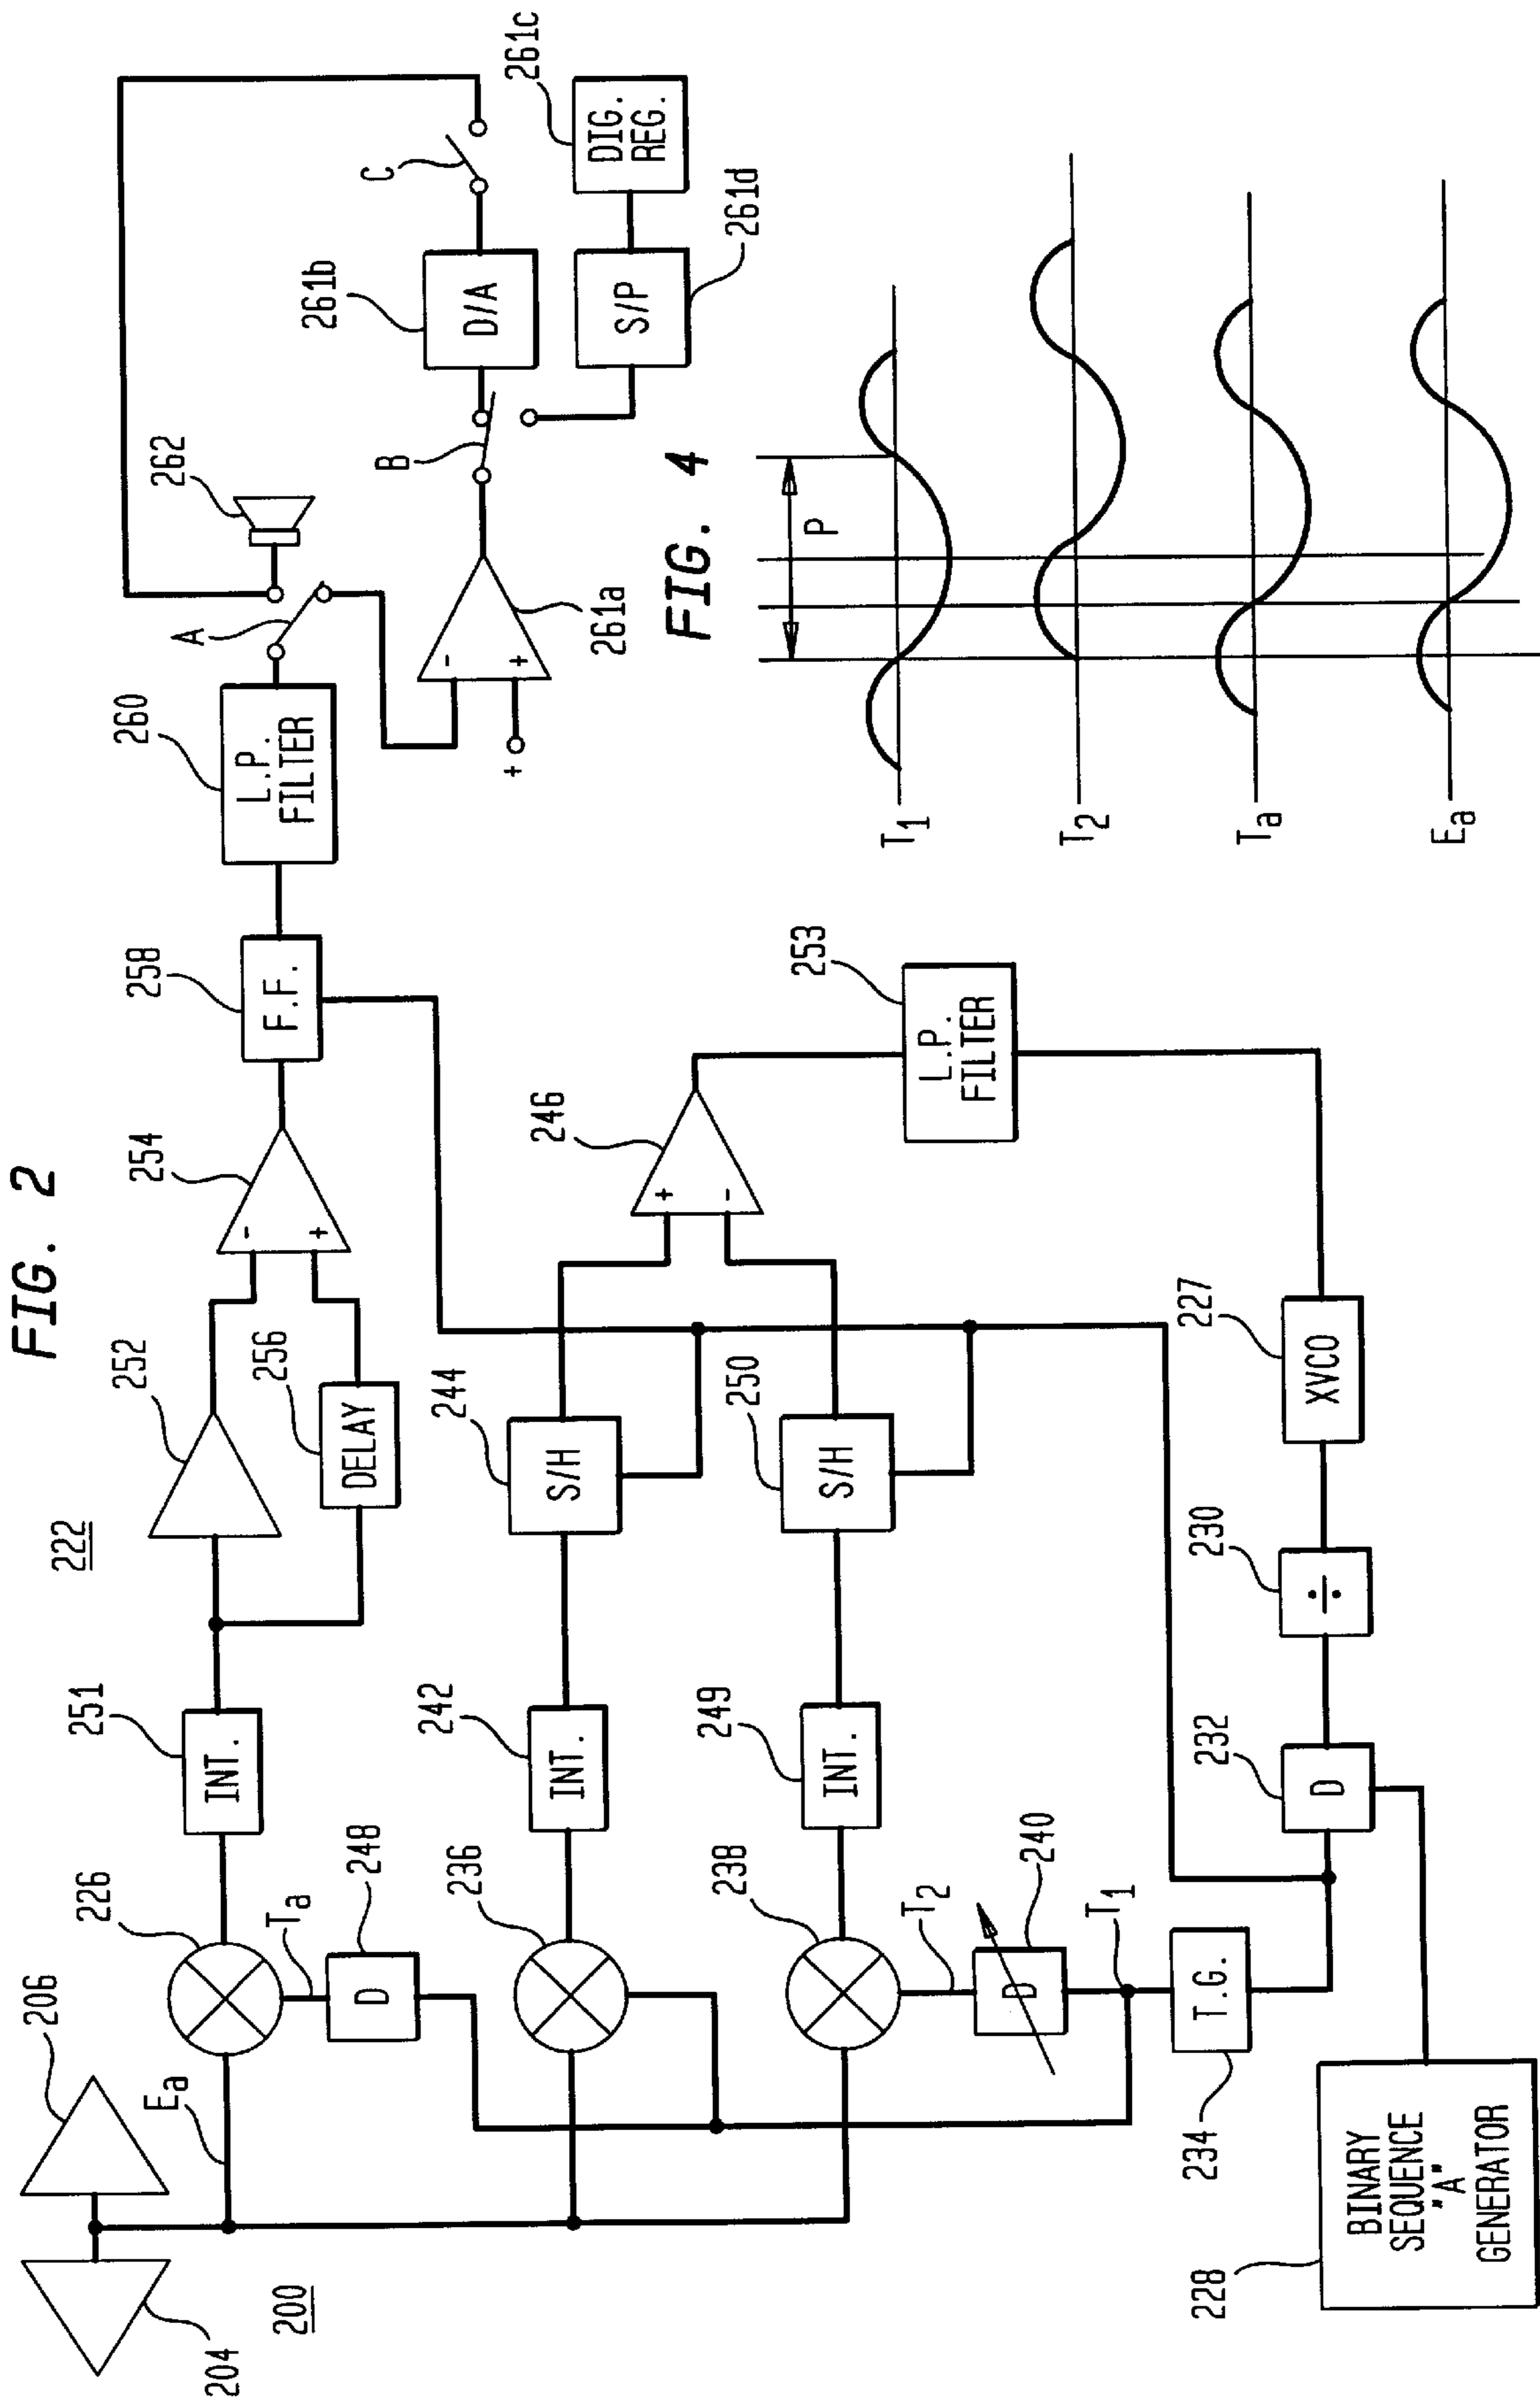 FIG. 2
222
200
204
206
Ea
226
Ta
248
D
251
INT.
252
256
DELAY
254
-
+
258
F.F.
260
L.P.
FILTER
A
262
C
B
261b
D/A
261c
DIG.
REG.
261d
S/P
261a
-
+
+
236
242
INT.
244
S/H
246
+
-
253
L.P.
FILTER
238
249
INT.
250
S/H
T2
240
D
T1
T.G.
234
232
D
230
÷
227
XVCO
228
BINARY
SEQUENCE
"A"
GENERATOR
FIG. 4
P
T1
T2
Ta
Ea